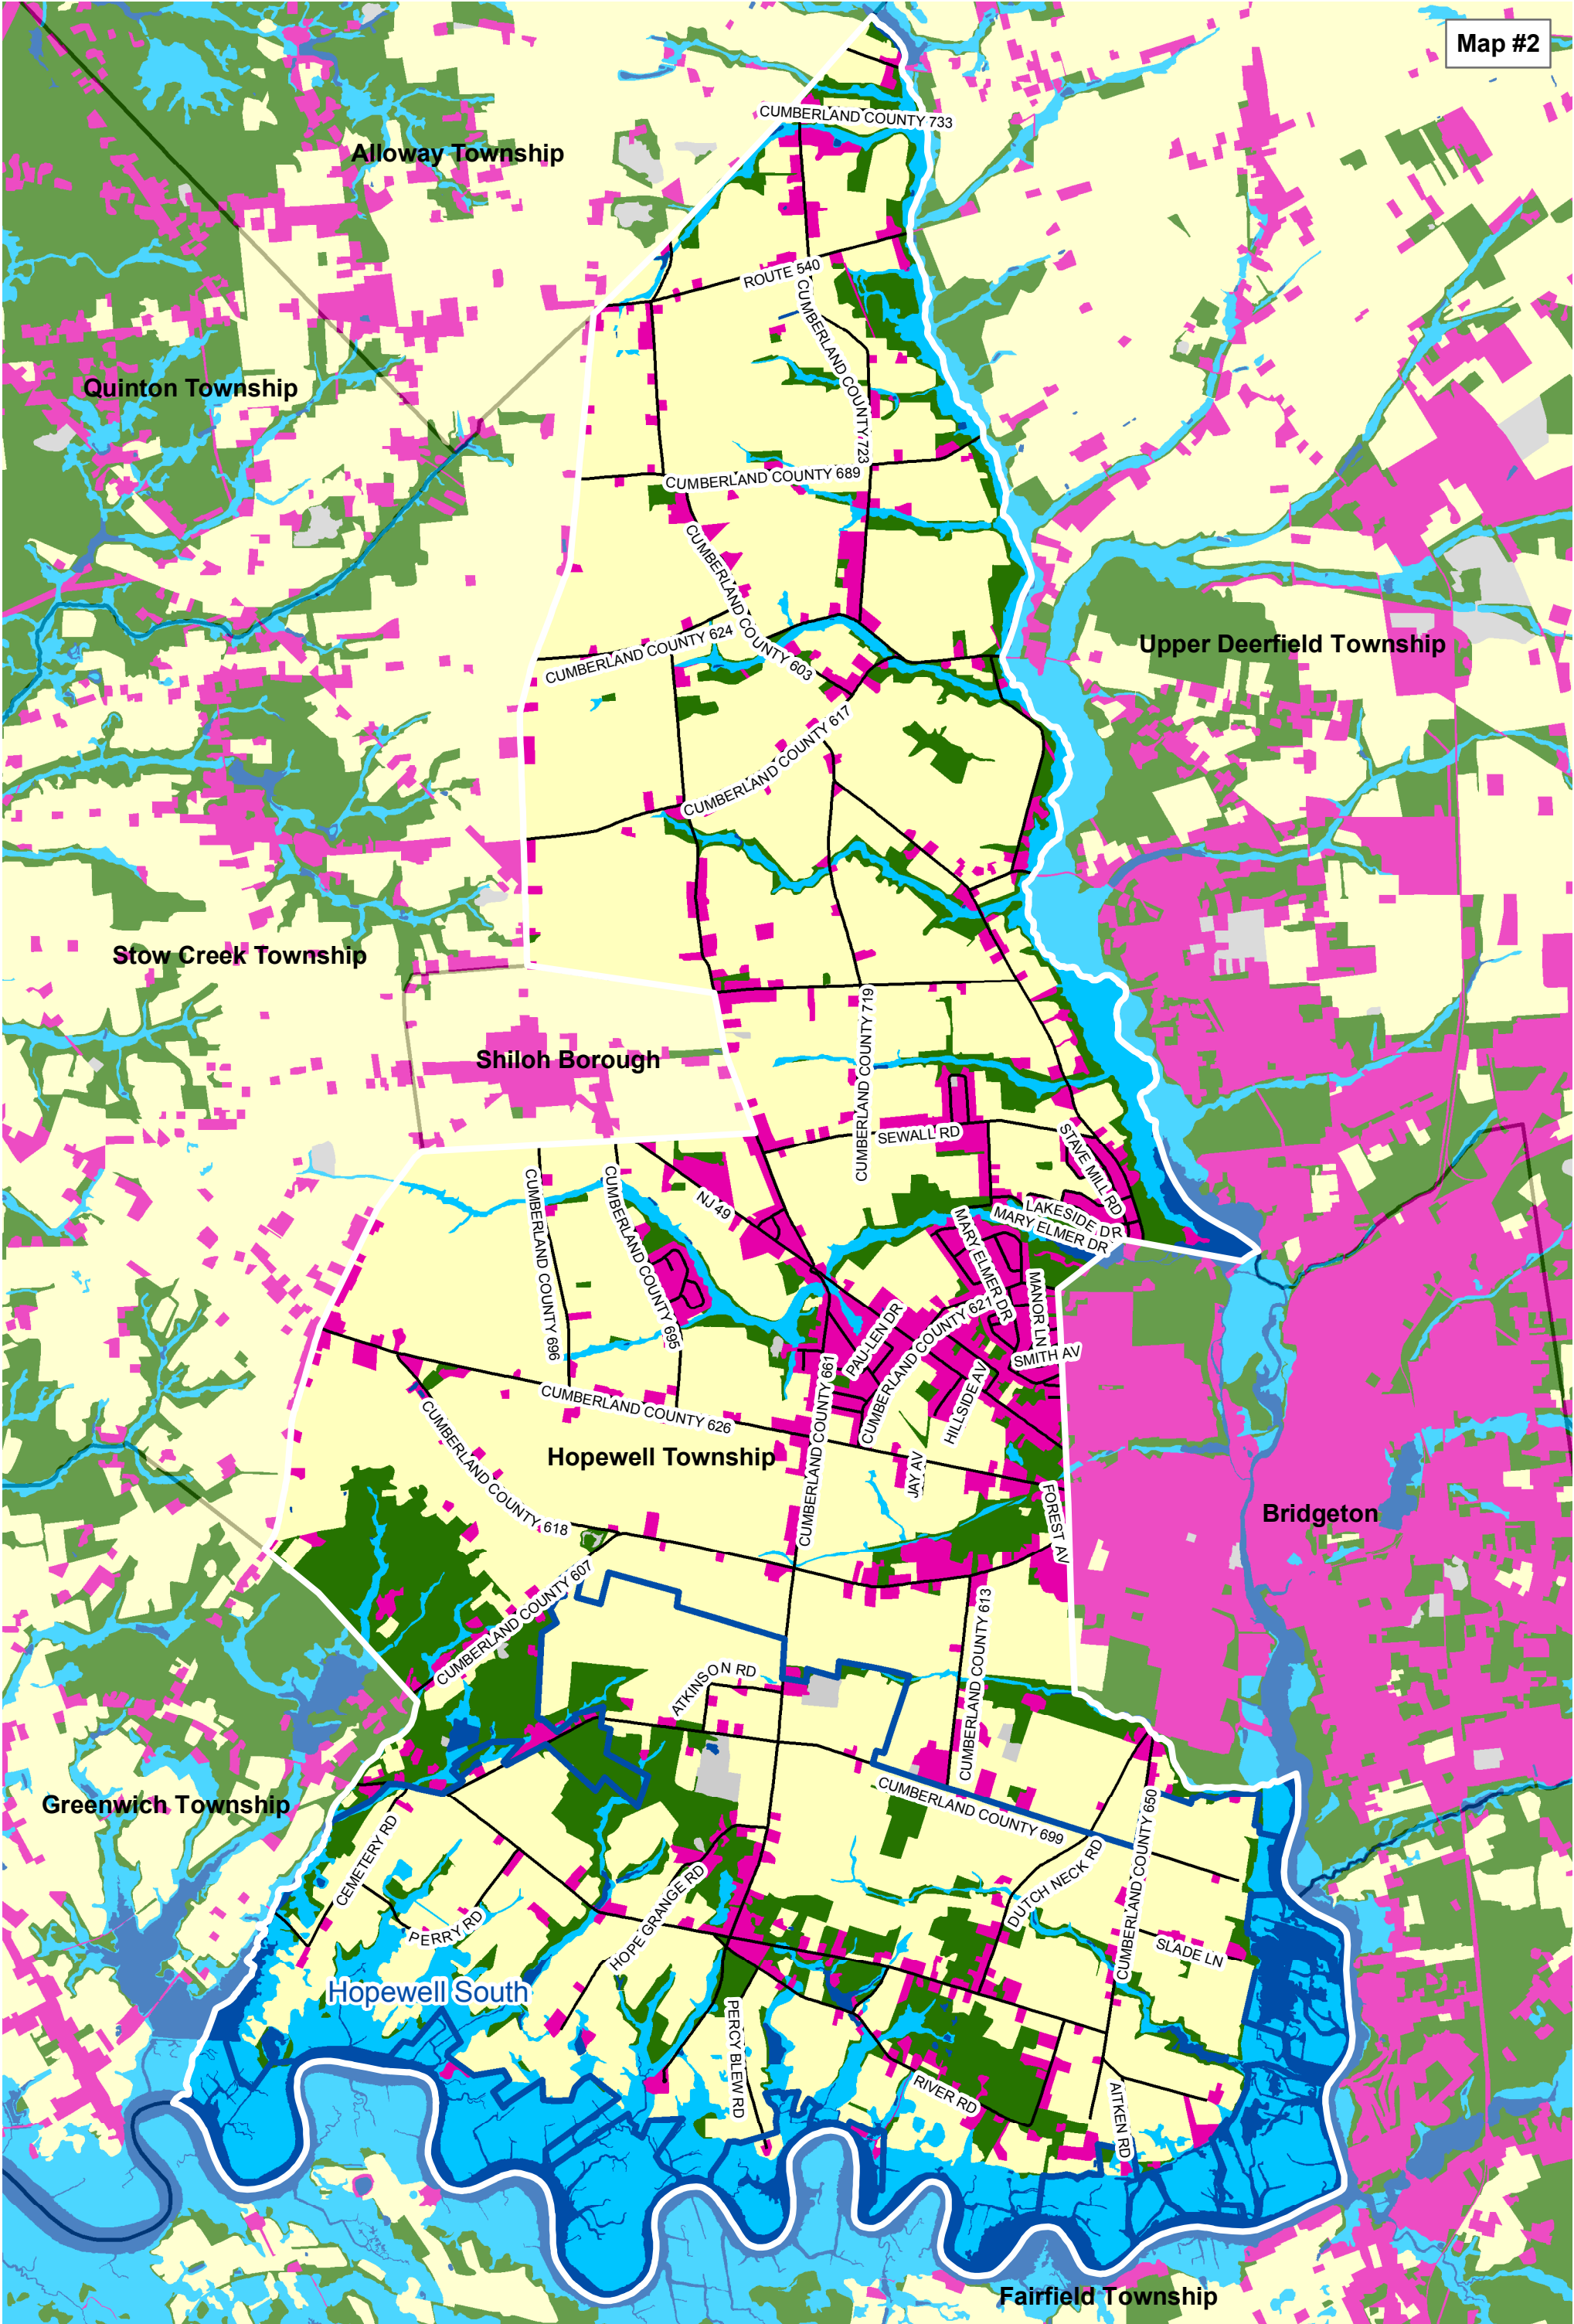 Map #2
CUMBERLAND COUNTY 733
Alloway Township
ROUTE 540
CUMBERLAND COUNTY 723
Quinton Township
CUMBERLAND COUNTY 689
CUMBERLAND COUNTY 603
CUMBERLAND COUNTY 624
Upper Deerfield Township
CUMBERLAND COUNTY 617
Stow Creek Township
CUMBERLAND COUNTY 719
Shiloh Borough
SEWALL RD
STAVE MILL RD
CUMBERLAND COUNTY 696
CUMBERLAND COUNTY 695
NJ 49
LAKESIDE DR
MARY ELMER DR
MARY ELMER DR
MANOR LN
PAU-LEN DR
CUMBERLAND COUNTY 621
SMITH AV
HILLSIDE AV
CUMBERLAND COUNTY 661
CUMBERLAND COUNTY 626
CUMBERLAND COUNTY 618
Hopewell Township
JAY AV
FOREST AV
Bridgeton
CUMBERLAND COUNTY 607
CUMBERLAND COUNTY 613
ATKINSON RD
Greenwich Township
CUMBERLAND COUNTY 699
CUMBERLAND COUNTY 650
CEMETERY RD
DUTCH NECK RD
HOPE GRANGE RD
PERRY RD
SLADE LN
Hopewell South
PERCY BLEW RD
RIVER RD
AITKEN RD
Fairfield Township